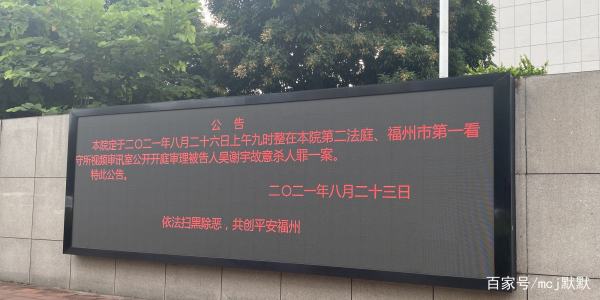 公 告
本院定于二〇二一年八月二十六日上午九时整在本院第二法庭、福州市第一看
守所视频审讯室公开开庭审理被告人吴谢宇故意杀人罪一案。
特此公告。
二〇二一年八月二十三日
依法扫黑除恶，共创平安福州
百家号/mcj默默